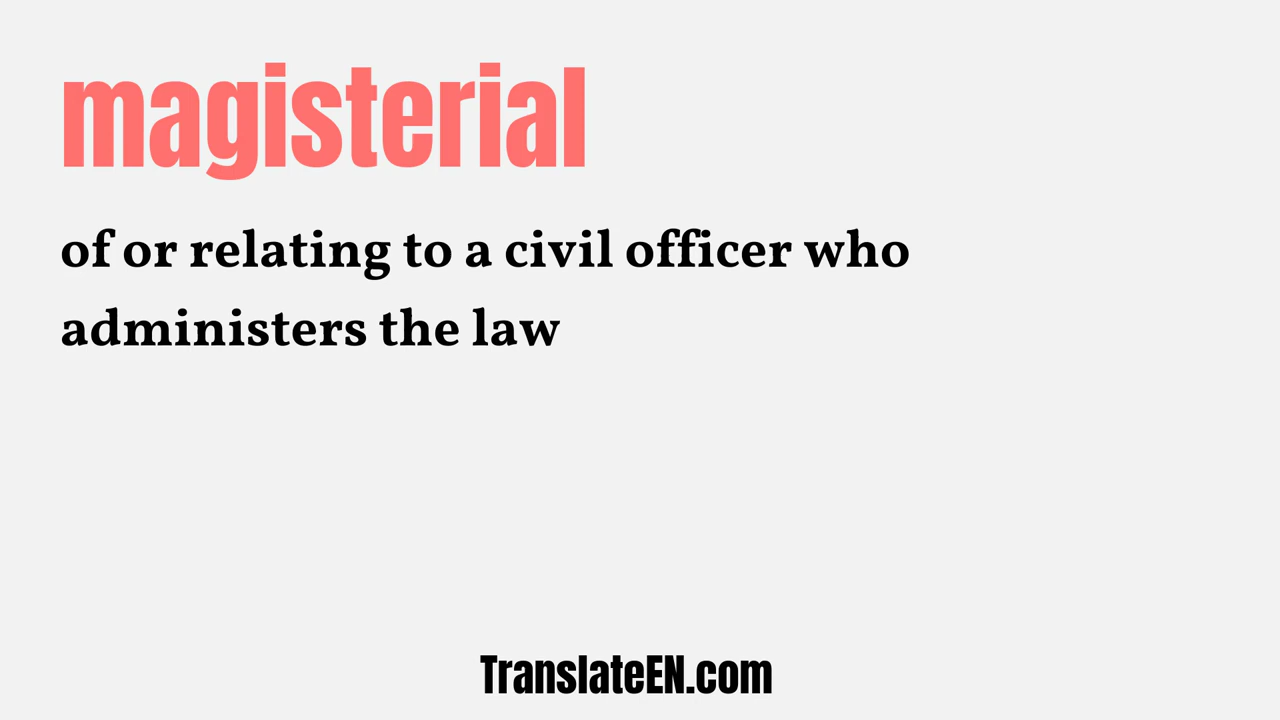 magisterial
of or relating to a civil officer who
administers the law
TranslateEN.com